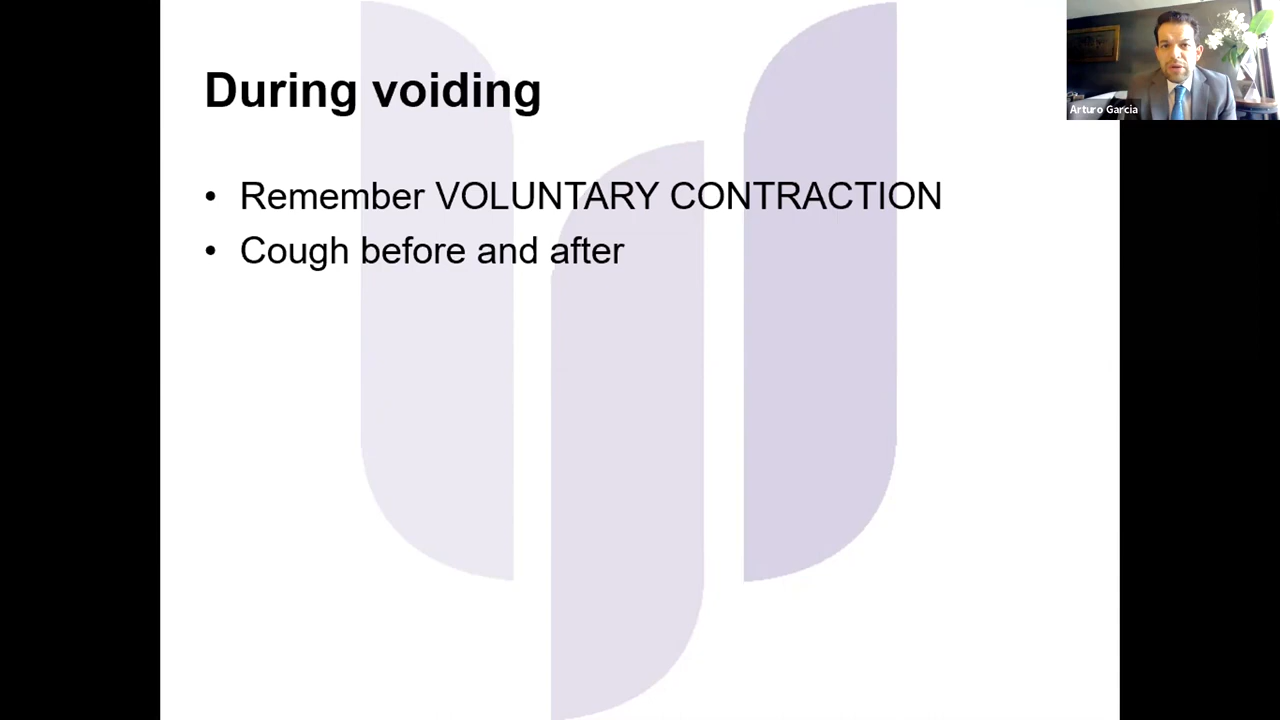 During voiding
• Remember VOLUNTARY CONTRACTION
• Cough before and after
Arturo Garcia